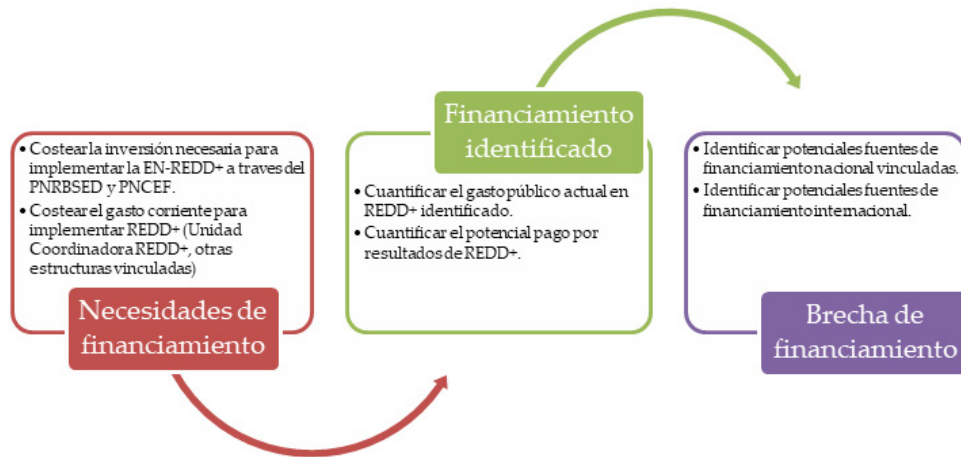 • Costear la inversión necesaria para
implementar la EN-REDD+ a traves del
PNRBSED y PNCEF.
• Costear el gasto corriente para
implementar REDD+ (Unidad
Coordinadora REDD+, otras
estructuras vinculadas)
Necesidades de
financiamiento
Financiamiento
identificado
• Cuantificar el gasto público actual en
REDD+ identificado.
• Cuantificar el potencial pago por
resultados de REDD+.
• Identificar potenciales fuentes de
financiamiento nacional vinculadas.
• Identificar potenciales fuentes de
financiamiento internacional.
Brecha de
financiamiento